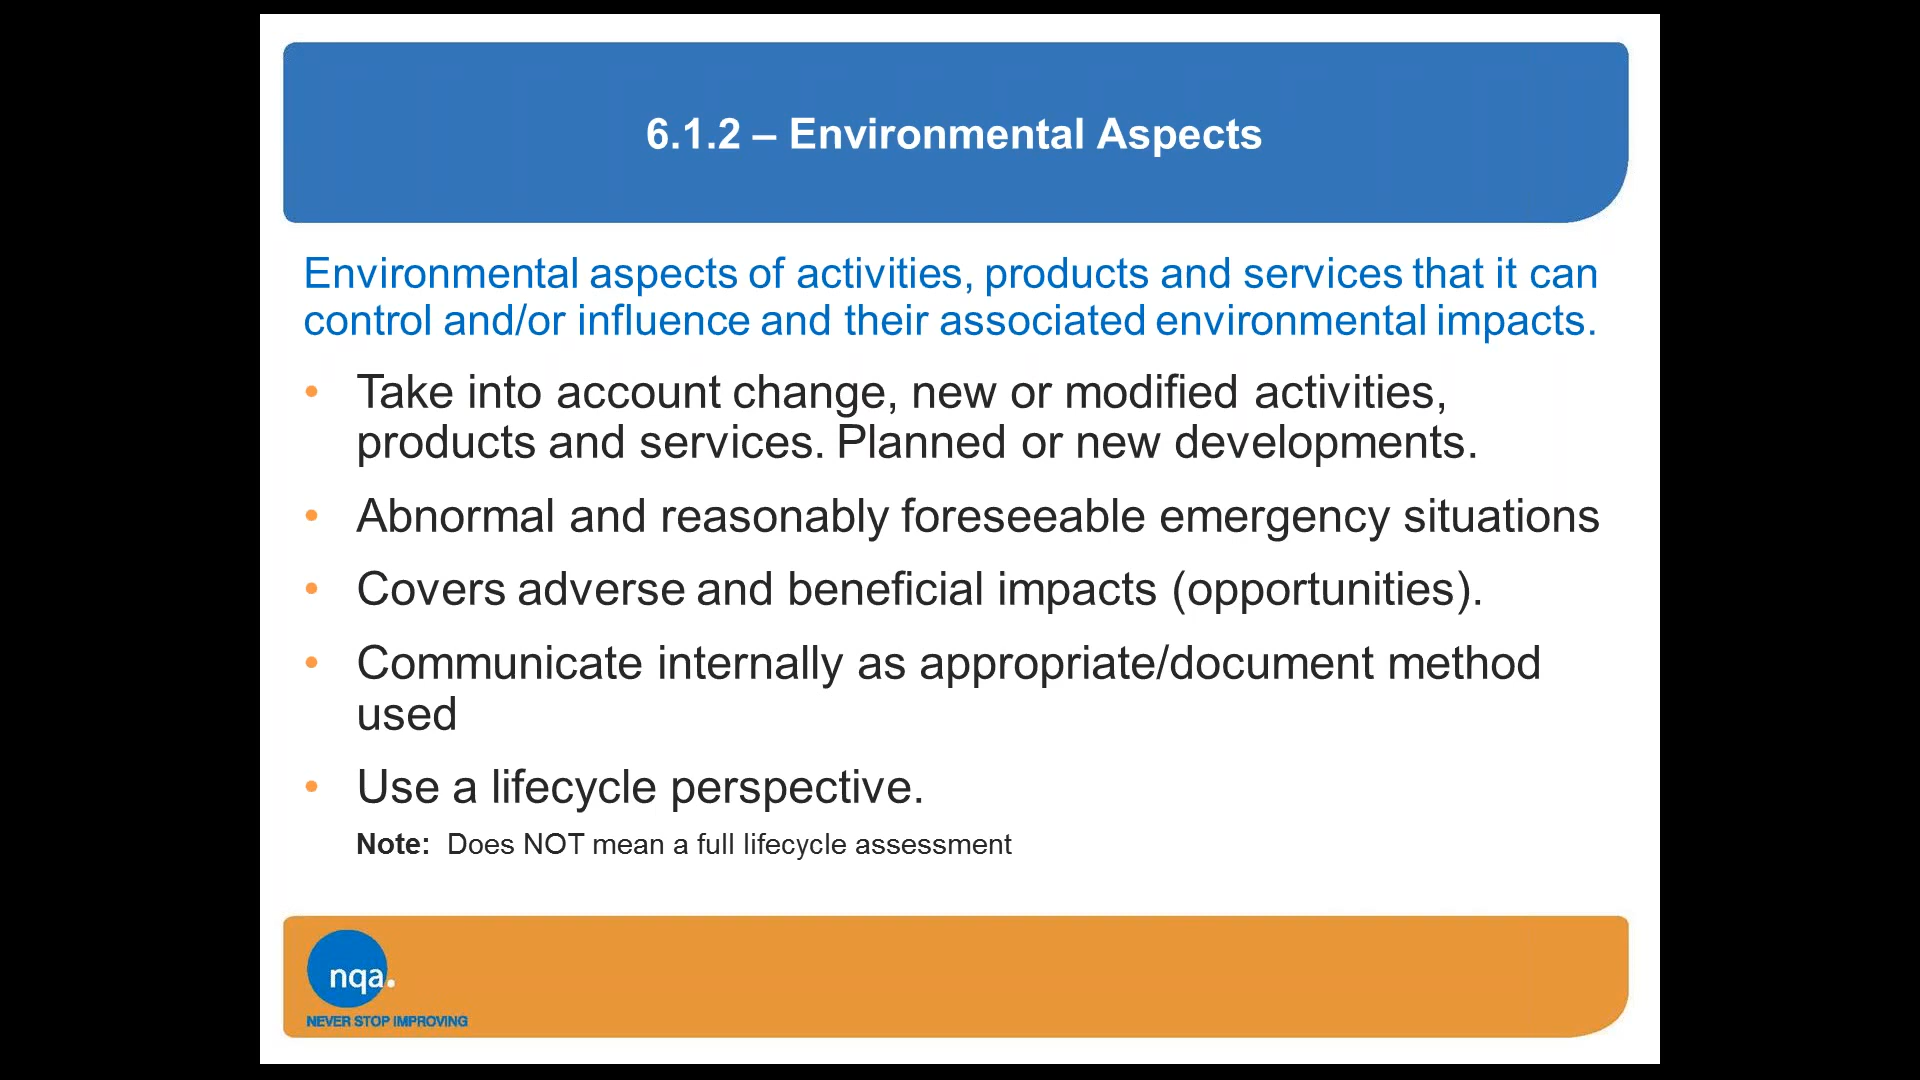 6.1.2 – Environmental Aspects
Environmental aspects of activities, products and services that it can
control and/or influence and their associated environmental impacts.
• Take into account change, new or modified activities,
products and services. Planned or new developments.
• Abnormal and reasonably foreseeable emergency situations
• Covers adverse and beneficial impacts (opportunities).
• Communicate internally as appropriate/document method
used
• Use a lifecycle perspective.
Note: Does NOT mean a full lifecycle assessment
nqa.
NEVER STOP IMPROVING